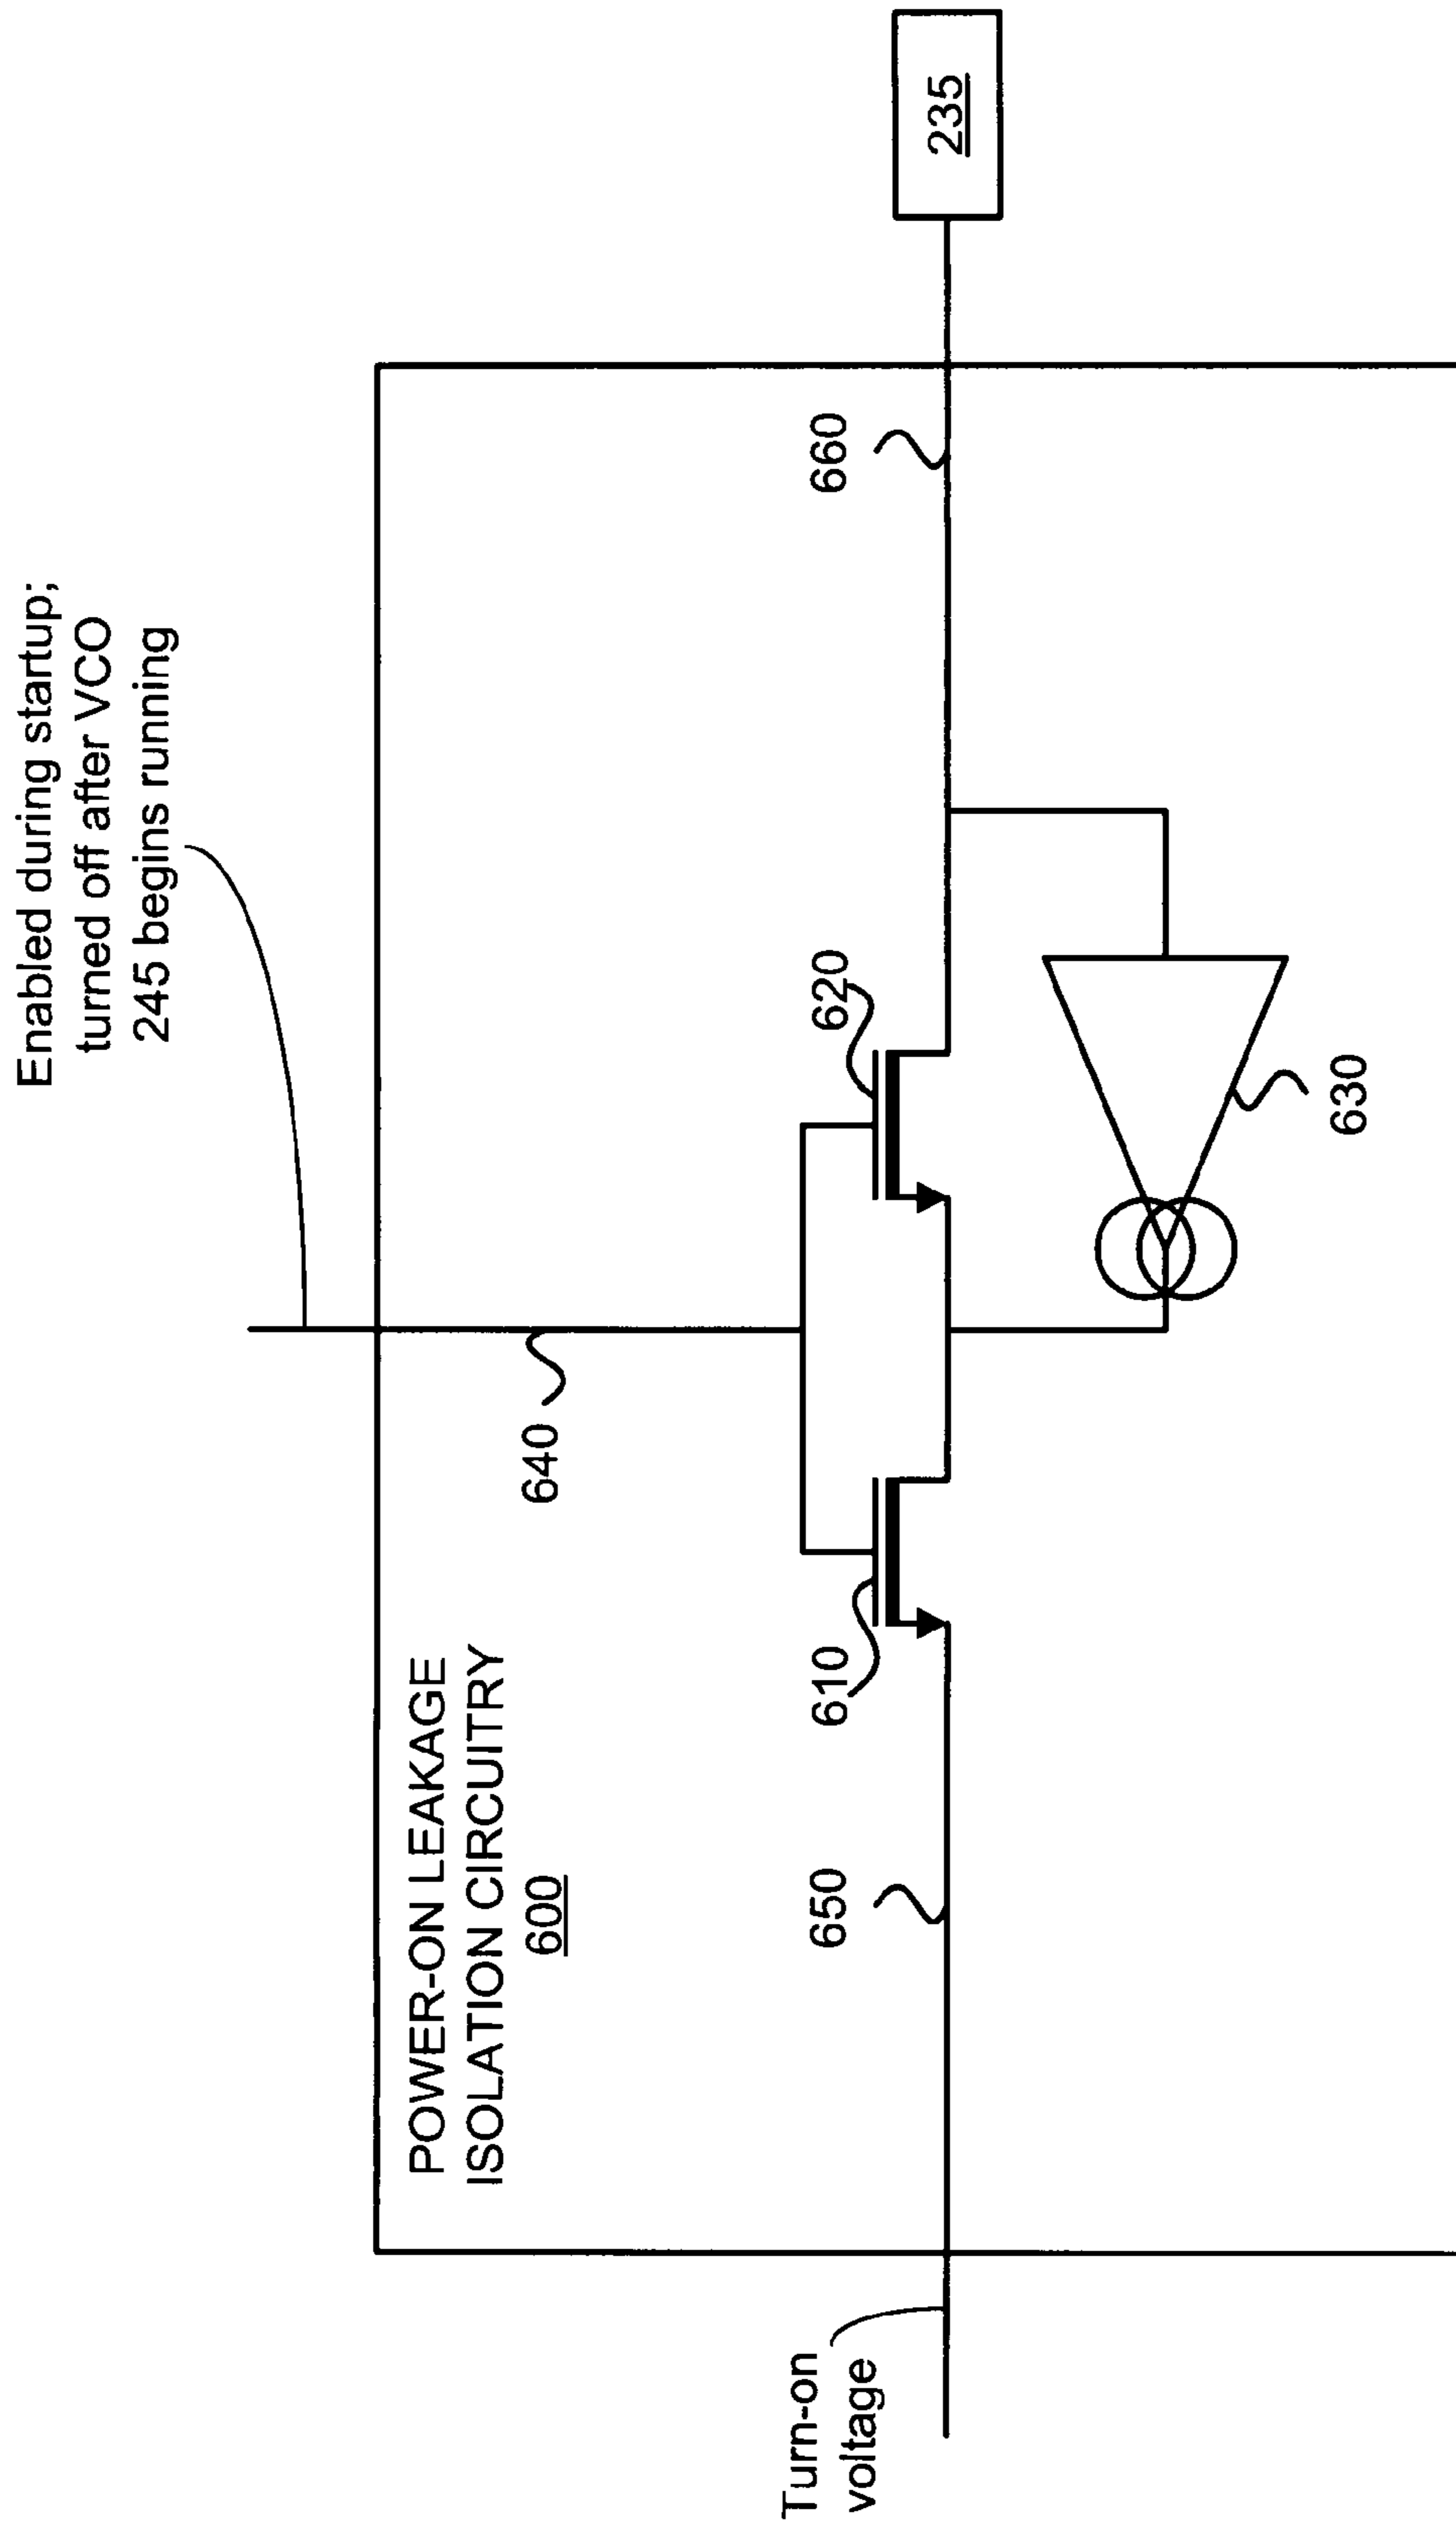 Enabled during startup;
turned off after VCO
245 begins running
POWER-ON LEAKAGE
ISOLATION CIRCUITRY
600
640
Turn-on
voltage
650
610
620
660
235
630